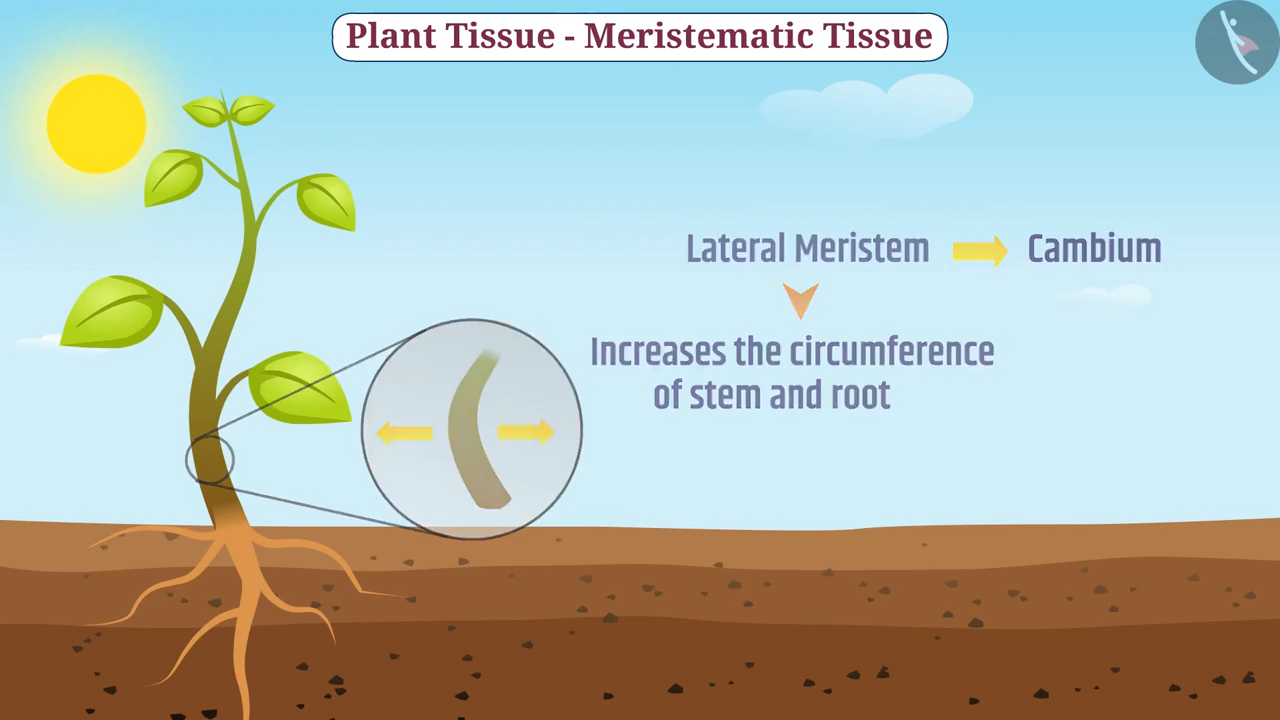 Plant Tissue - Meristematic Tissue
Lateral Meristem
Cambium
Increases the circumference
of stem and root